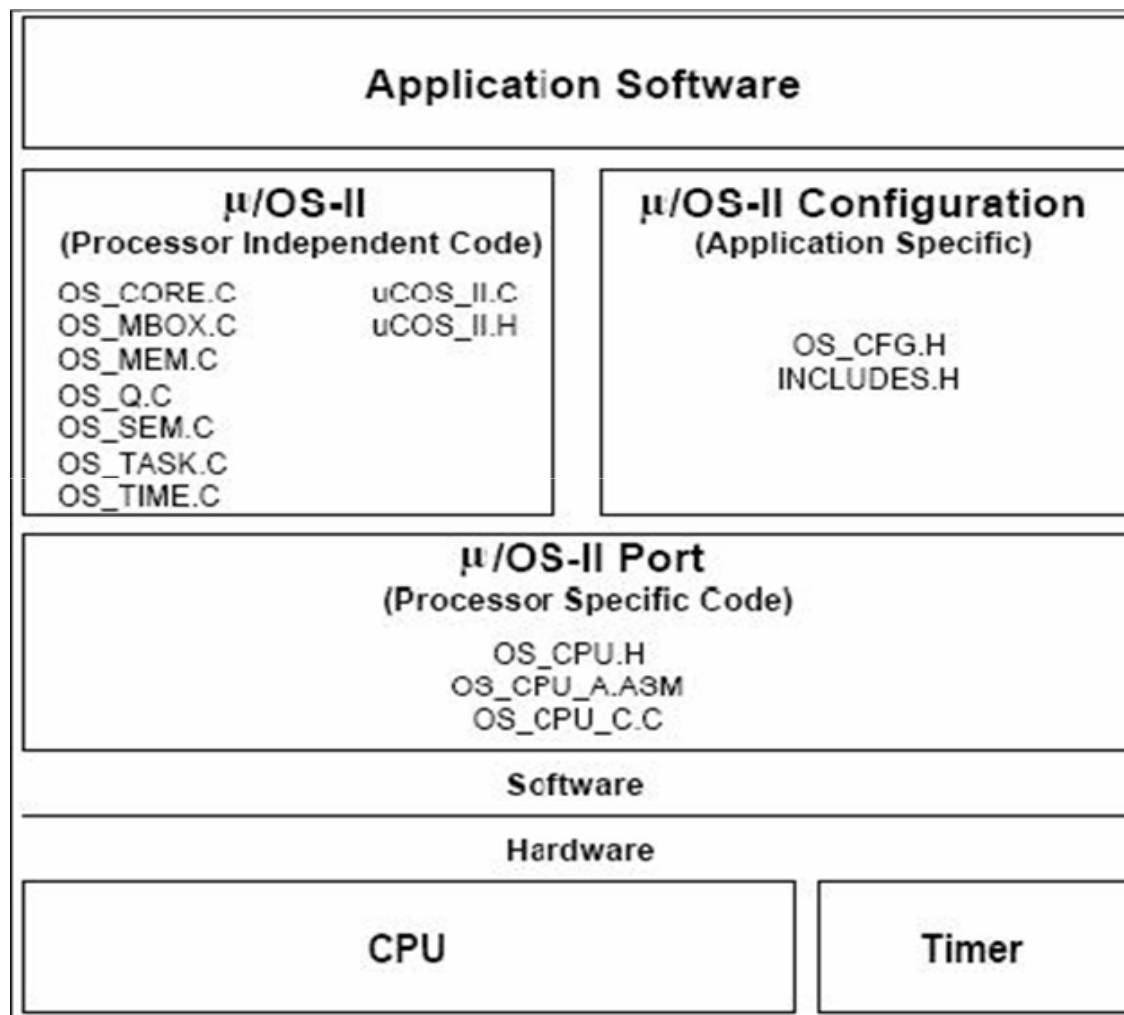 Application Software
μ/OS-II
(Processor Independent Code)
OS_CORE.C
OS_MBOX.C
OS_MEM.C
OS_Q.C
OS_SEM.C
OS_TASK.C
OS_TIME.C
uCOS_II.C
uCOS_II.H
μ/OS-II Configuration
(Application Specific)
OS_CFG.H
INCLUDES.H
μ/OS-II Port
(Processor Specific Code)
OS_CPU.H
OS_CPU_A.ASM
OS_CPU_C.C
Software
Hardware
CPU
Timer